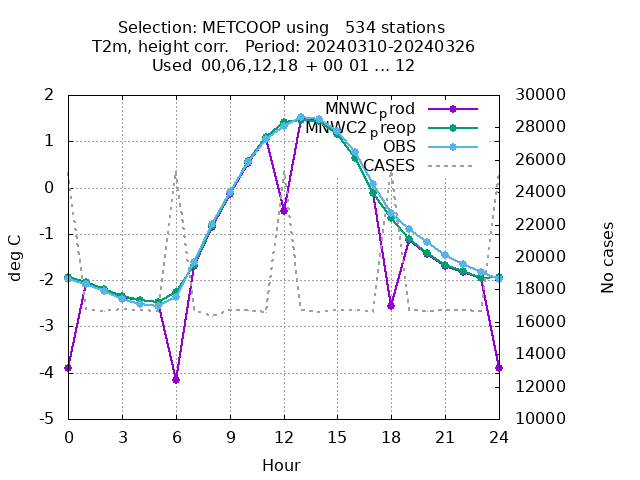 Selection: METCOOP using   534 stations
T2m, height corr.   Period: 20240310-20240326
Used  00,06,12,18  + 00 01 ... 12
2 30000
MNWC_prod
28000
MNWC2_preop
1
OBS
26000
CASES
0 24000
-1 22000
deg C
No cases
20000
-2 18000
-3 16000
14000
-4 12000
-5 10000
0 3 6 9 12 15 18 21 24
Hour